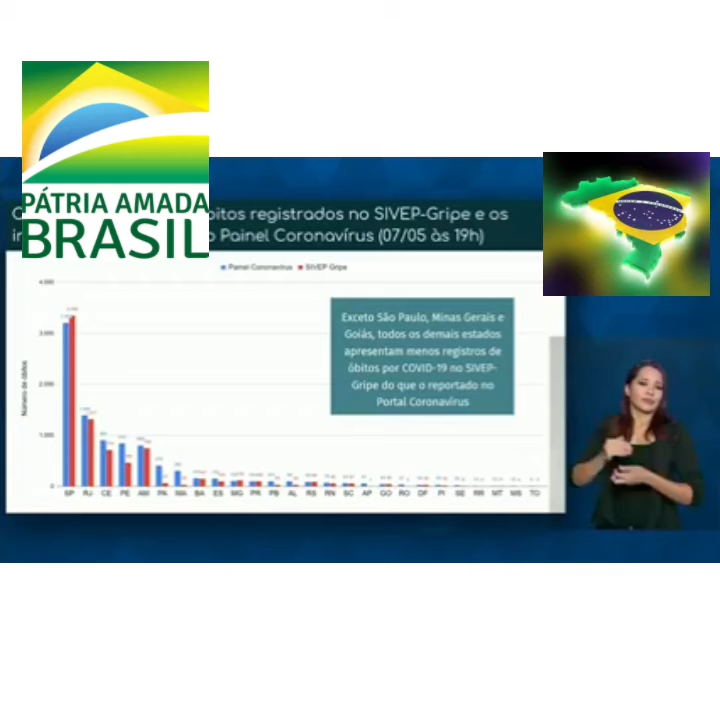 PÁTRIA AMADA
BRASIL
bitos registrados no SIVEP-Gripe e os
o Painel Coronavírus (07/05 às 19h)
Painel Coronavírus SIVEP Gripe
4.000
3.000
2.000
1.000
0
Número de óbitos
Exceto São Paulo, Minas Gerais e
Goiás, todos os demais estados
apresentam menos registros de
óbitos por COVID-19 no SIVEP-
Gripe do que o reportado no
Portal Coronavírus
SP RJ CE PE AM PA MA BA ES MG PR PB AL RS RN SC AP GO RO DF PI SE RR MT MS TO